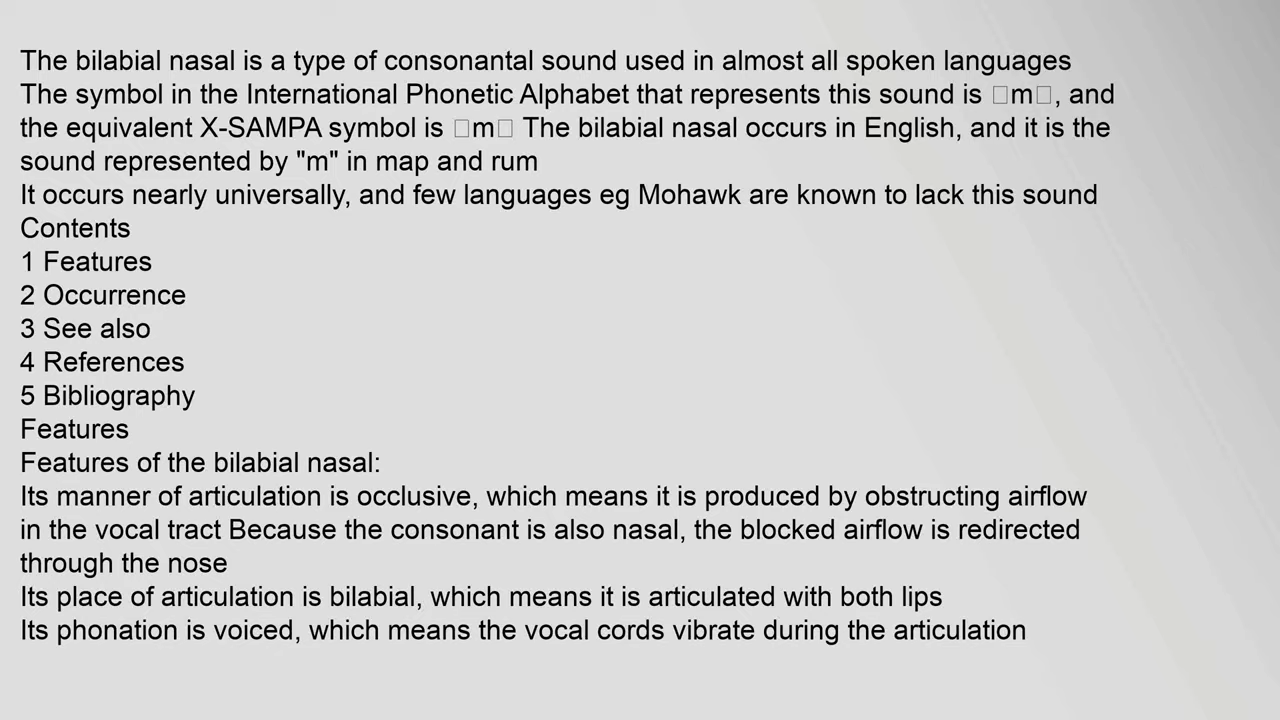 The bilabial nasal is a type of consonantal sound used in almost all spoken languages
The symbol in the International Phonetic Alphabet that represents this sound is □m□, and
the equivalent X-SAMPA symbol is □m□ The bilabial nasal occurs in English, and it is the
sound represented by "m" in map and rum
It occurs nearly universally, and few languages eg Mohawk are known to lack this sound
Contents
1 Features
2 Occurrence
3 See also
4 References
5 Bibliography
Features
Features of the bilabial nasal:
Its manner of articulation is occlusive, which means it is produced by obstructing airflow
in the vocal tract Because the consonant is also nasal, the blocked airflow is redirected
through the nose
Its place of articulation is bilabial, which means it is articulated with both lips
Its phonation is voiced, which means the vocal cords vibrate during the articulation